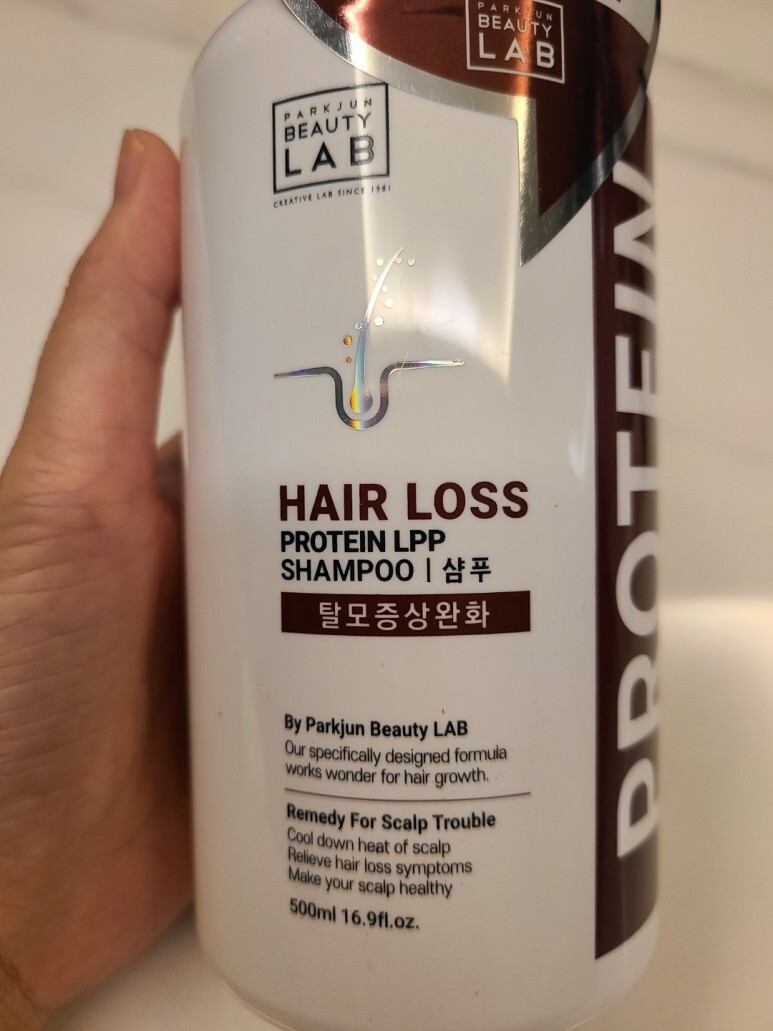 PARKJUN
BEAUTY
LAB
PARKJUN
BEAUTY
LAB
CREATIVE LAB SINCE 1981
HAIR LOSS
PROTEIN LPP
SHAMPOO | 샴푸
탈모증상완화
By Parkjun Beauty LAB
Our specifically designed formula
works wonder for hair growth.
Remedy For Scalp Trouble
Cool down heat of scalp
Relieve hair loss symptoms
Make your scalp healthy
500ml 16.9fl.oz.
PROTEIN